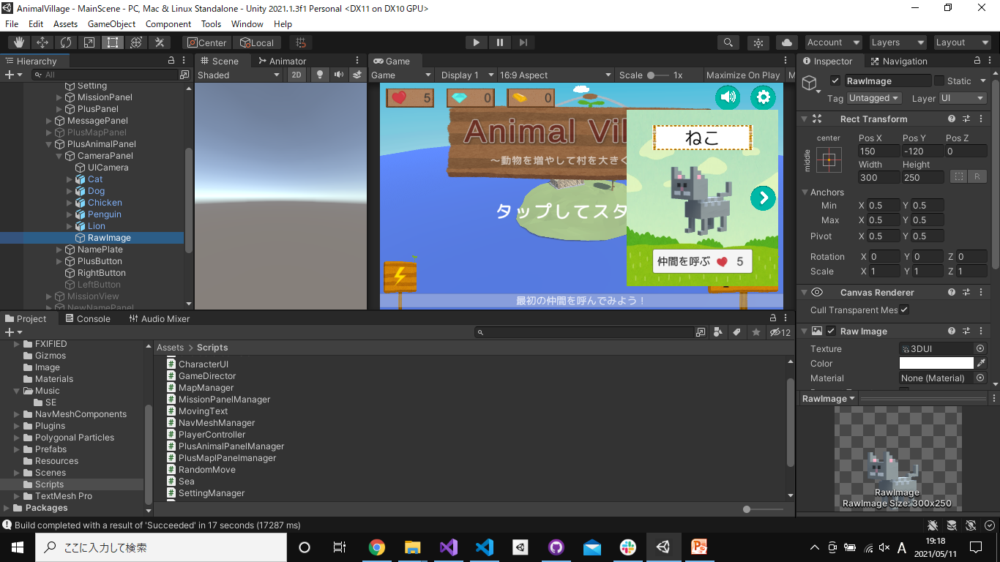 AnimalVillage - MainScene - PC, Mac & Linux Standalone - Unity 2021.1.3f1 Personal <DX11 on DX10 GPU>
File Edit Assets GameObject Component Tools Window Help
Center Local Account Layers Layout
Hierarchy
All
Setting
MissionPanel
PlusPanel
MessagePanel
PlusMapPanel
PlusAnimalPanel
CameraPanel
UICamera
Cat
Dog
Chicken
Penguin
Lion
RawImage
NamePlate
PlusButton
RightButton
LeftButton
MissionView
NewNamePanel
Scene Animator
Shaded 2D
Game
Game Display 1 16:9 Aspect Scale 1x Maximize On Play M
5 0 0
Animal Vil
～動物を増やして村を大きく
タップしてスタ
ねこ
仲間を呼ぶ 5
最初の仲間を呼んでみよう！
Inspector Navigation
RawImage Static
Tag Untagged Layer UI
Rect Transform
center Pos X Pos Y Pos Z
middle 150 -120 0
Width Height
300 250 R
Anchors
Min X 0.5 Y 0.5
Max X 0.5 Y 0.5
Pivot X 0.5 Y 0.5
Rotation X 0 Y 0 Z 0
Scale X 1 Y 1 Z 1
Canvas Renderer
Cull Transparent Mes
Raw Image
Texture 3DUI
Color
Material None (Material)
RawImage
RawImage
RawImage Size: 300x250
Project Console Audio Mixer
12
FXIFIED
Gizmos
Image
Materials
Music
SE
NavMeshComponents
Plugins
Polygonal Particles
Prefabs
Resources
Scenes
Scripts
TextMesh Pro
Packages
Assets > Scripts
CharacterUI
GameDirector
MapManager
MissionPanelManager
MovingText
NavMeshManager
PlayerController
PlusAnimalPanelManager
PlusMaplPanelmanager
RandomMove
Sea
SettingManager
Build completed with a result of 'Succeeded' in 17 seconds (17287 ms)
ここに入力して検索
A 19:18
2021/05/11